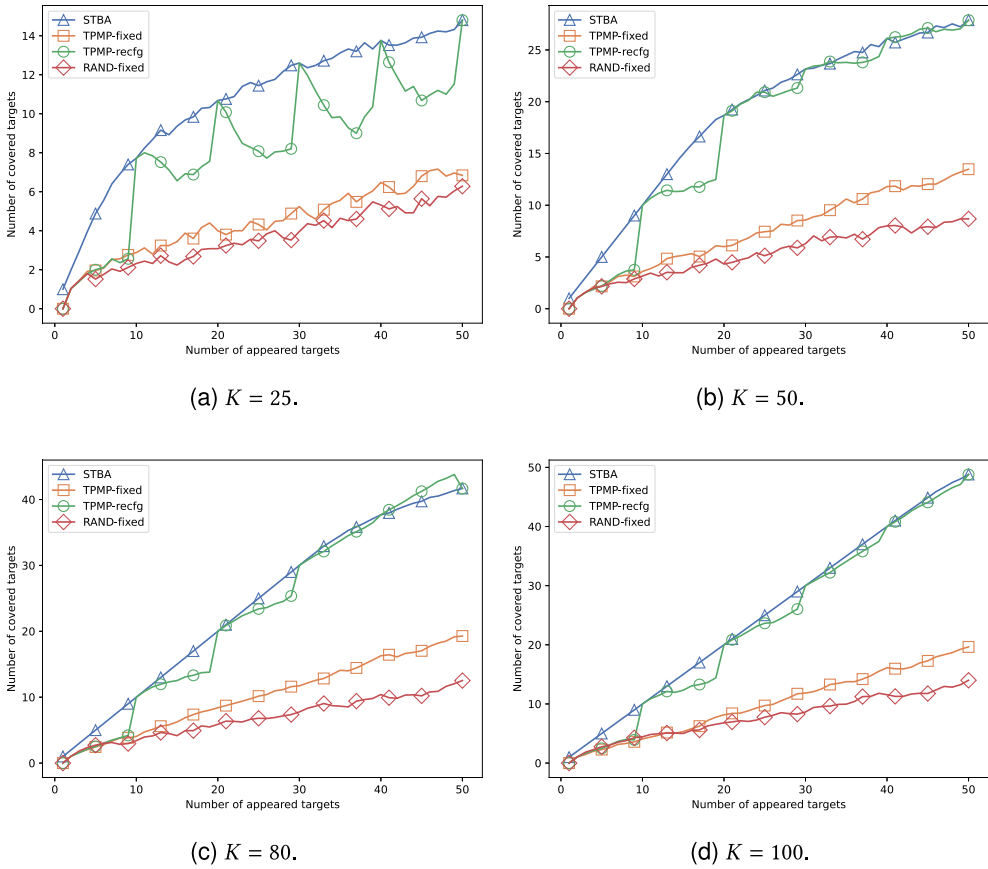 STBA
TPMP-fixed
TPMP-recfg
RAND-fixed
Number of covered targets
14
12
10
8
6
4
2
0
0 10 20 30 40 50
Number of appeared targets
(a) K = 25.
STBA
TPMP-fixed
TPMP-recfg
RAND-fixed
Number of covered targets
25
20
15
10
5
0
0 10 20 30 40 50
Number of appeared targets
(b) K = 50.
STBA
TPMP-fixed
TPMP-recfg
RAND-fixed
Number of covered targets
40
30
20
10
0
0 10 20 30 40 50
Number of appeared targets
(c) K = 80.
STBA
TPMP-fixed
TPMP-recfg
RAND-fixed
Number of covered targets
50
40
30
20
10
0
0 10 20 30 40 50
Number of appeared targets
(d) K = 100.